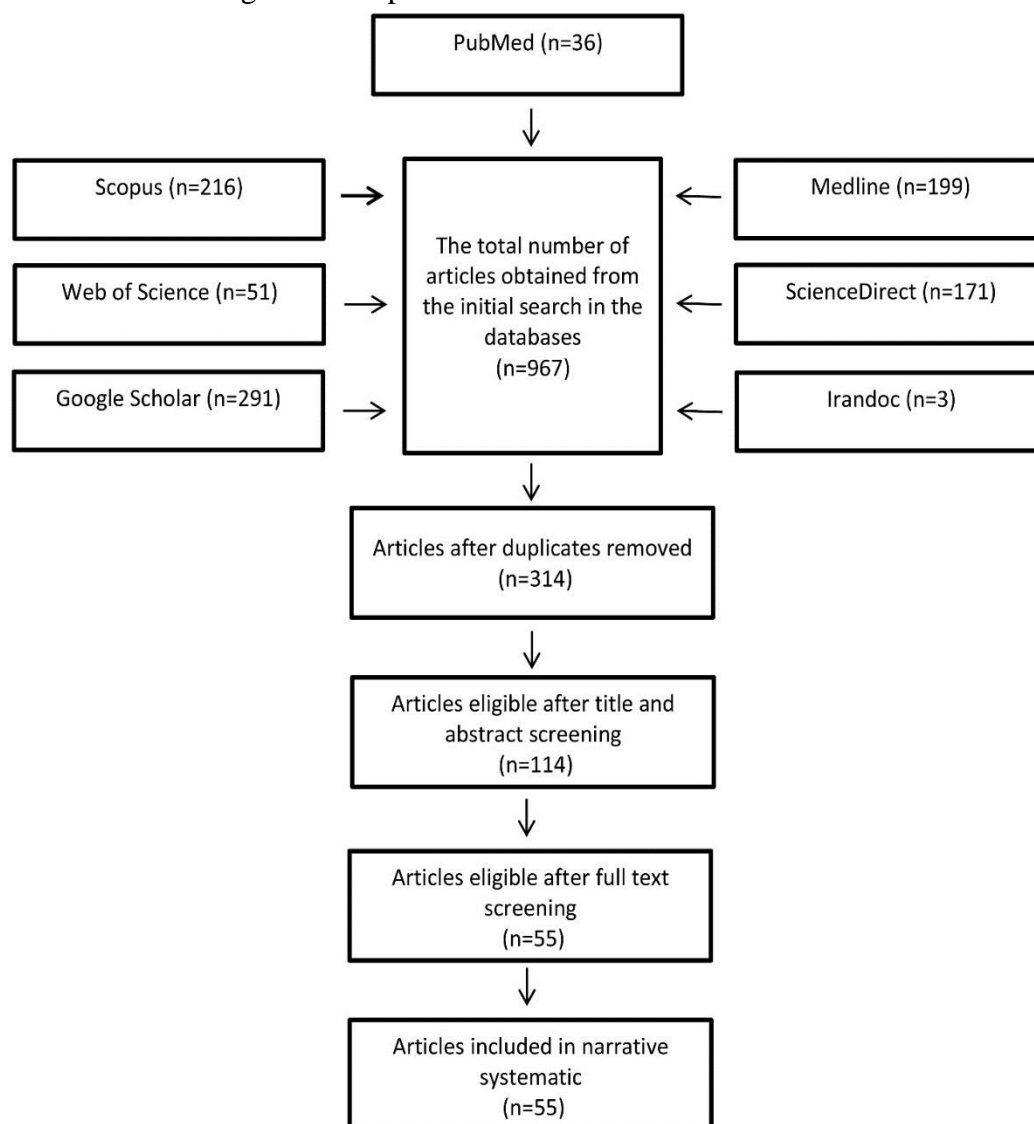 PubMed (n=36)
Scopus (n=216)
Medline (n=199)
The total number of
articles obtained from
the initial search in the
databases
(n=967)
Web of Science (n=51)
ScienceDirect (n=171)
Google Scholar (n=291)
Irandoc (n=3)
Articles after duplicates removed
(n=314)
Articles eligible after title and
abstract screening
(n=114)
Articles eligible after full text
screening
(n=55)
Articles included in narrative
systematic
(n=55)